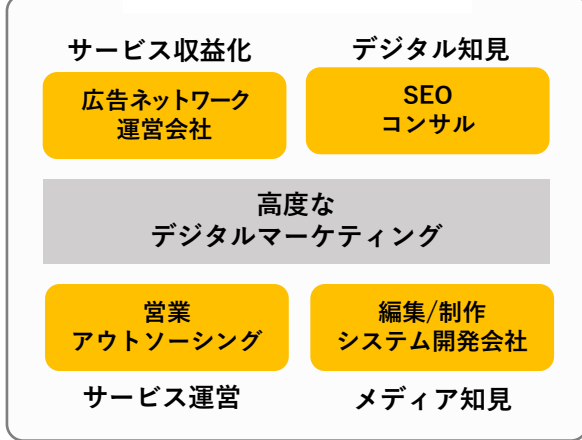 サービス収益化
デジタル知見
広告ネットワーク
運営会社
SEO
コンサル
高度な
デジタルマーケティング
営業
アウトソーシング
編集/制作
システム開発会社
サービス運営
メディア知見